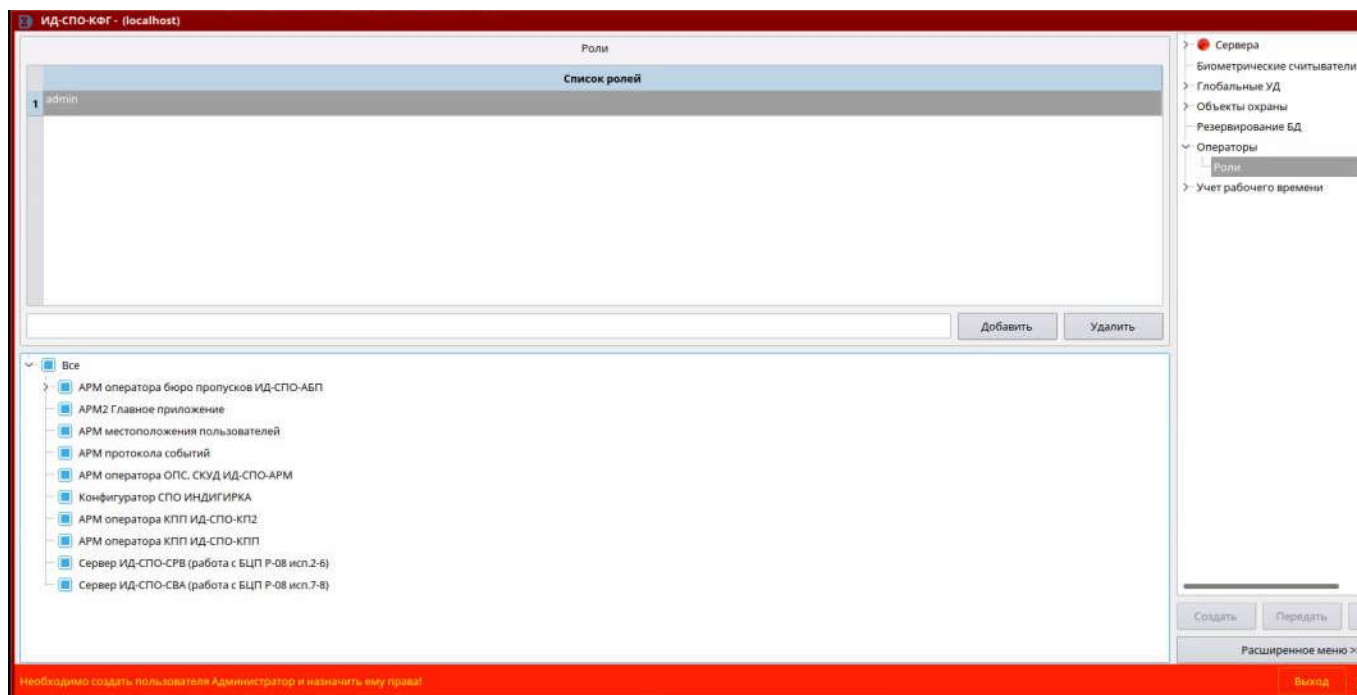 ИД-СПО-КФГ - (localhost)
Роли
Список ролей
1 admin
Добавить Удалить
Все
АРМ оператора бюро пропусков ИД-СПО-АБП
АРМ2 Главное приложение
АРМ местоположения пользователей
АРМ протокола событий
АРМ оператора ОПС. СКУД ИД-СПО-АРМ
Конфигуратор СПО ИНДИГИРКА
АРМ оператора КПП ИД-СПО-КП2
АРМ оператора КПП ИД-СПО-КПП
Сервер ИД-СПО-СРВ (работа с БЦП Р-08 исп.2-6)
Сервер ИД-СПО-СВА (работа с БЦП Р-08 исп.7-8)
Сервера
Биометрические считыватели
Глобальные УД
Объекты охраны
Резервирование БД
Операторы
Роли
Учет рабочего времени
Создать Передать
Расширенное меню >
Необходимо создать пользователя Администратор и назначить ему права!
Выход